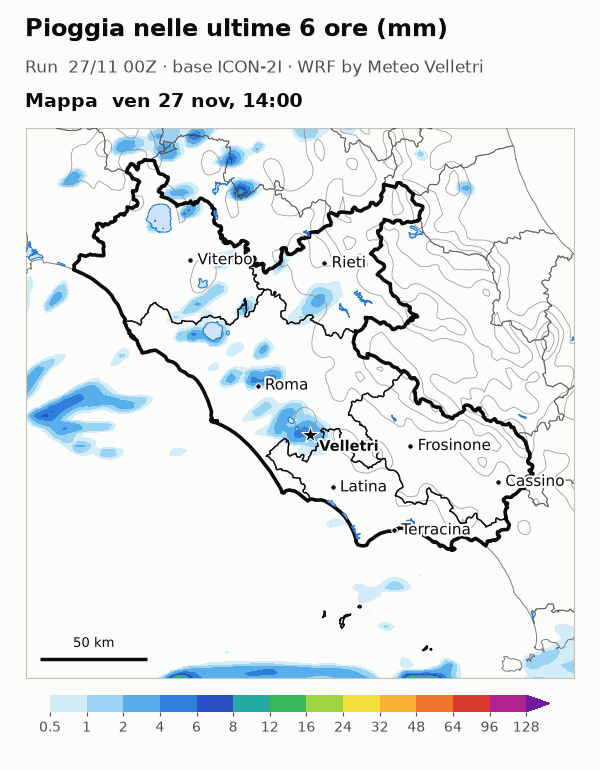 Pioggia nelle ultime 6 ore (mm)
Run  27/11 00Z · base ICON-2I · WRF by Meteo Velletri
Mappa  ven 27 nov, 14:00
Viterbo
Rieti
Roma
Velletri
Frosinone
Latina
Cassino
Terracina
50 km
0.5 1 2 4 6 8 12 16 24 32 48 64 96 128